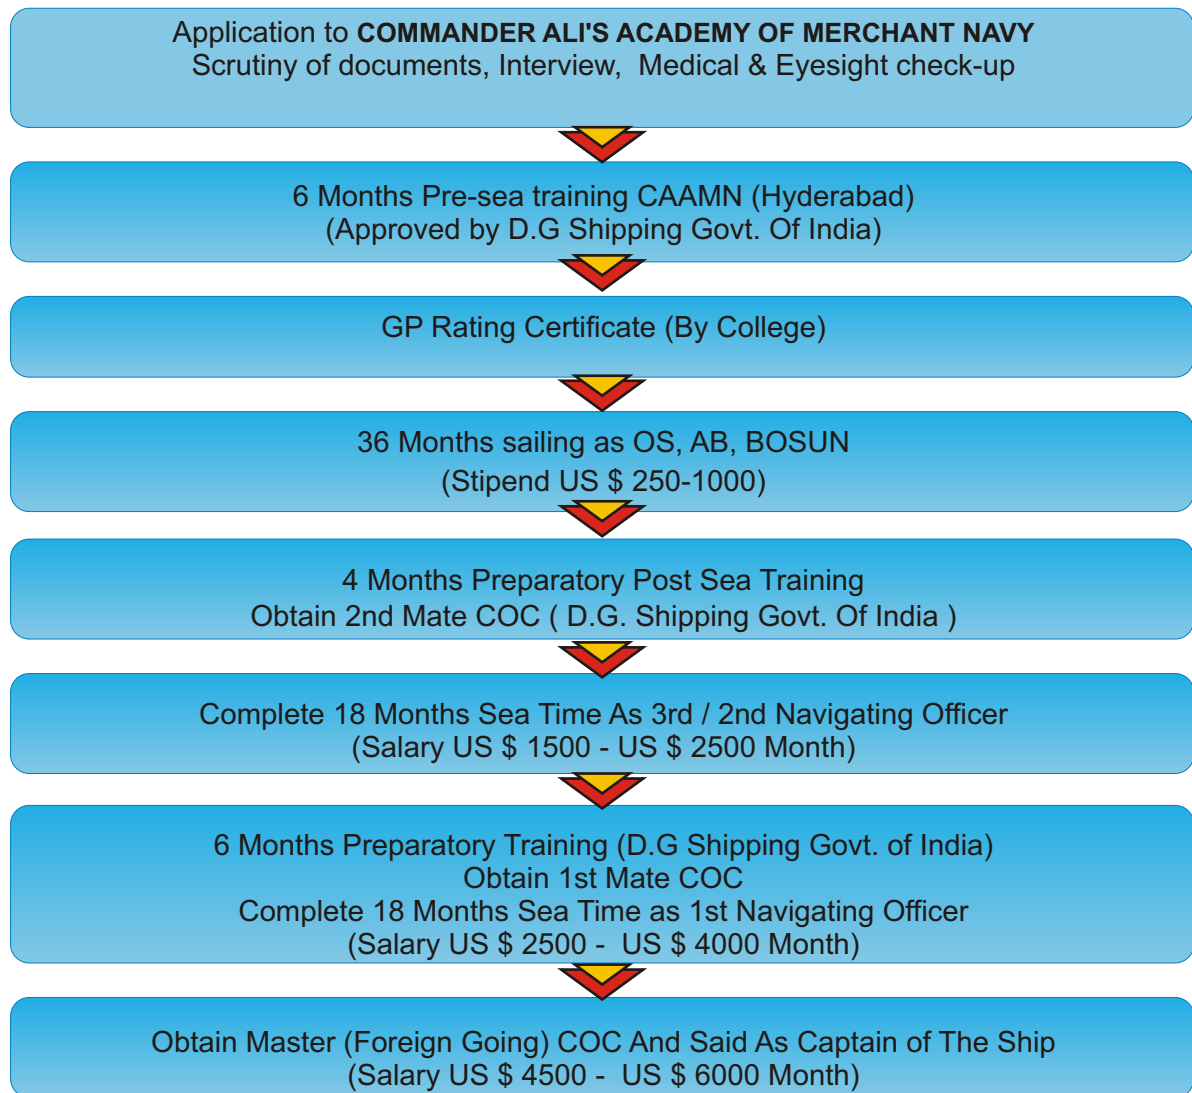 Application to COMMANDER ALI'S ACADEMY OF MERCHANT NAVY
Scrutiny of documents, Interview, Medical & Eyesight check-up
6 Months Pre-sea training CAAMN (Hyderabad)
(Approved by D.G Shipping Govt. Of India)
GP Rating Certificate (By College)
36 Months sailing as OS, AB, BOSUN
(Stipend US $ 250-1000)
4 Months Preparatory Post Sea Training
Obtain 2nd Mate COC ( D.G. Shipping Govt. Of India )
Complete 18 Months Sea Time As 3rd / 2nd Navigating Officer
(Salary US $ 1500 - US $ 2500 Month)
6 Months Preparatory Training (D.G Shipping Govt. of India)
Obtain 1st Mate COC
Complete 18 Months Sea Time as 1st Navigating Officer
(Salary US $ 2500 - US $ 4000 Month)
Obtain Master (Foreign Going) COC And Said As Captain of The Ship
(Salary US $ 4500 - US $ 6000 Month)